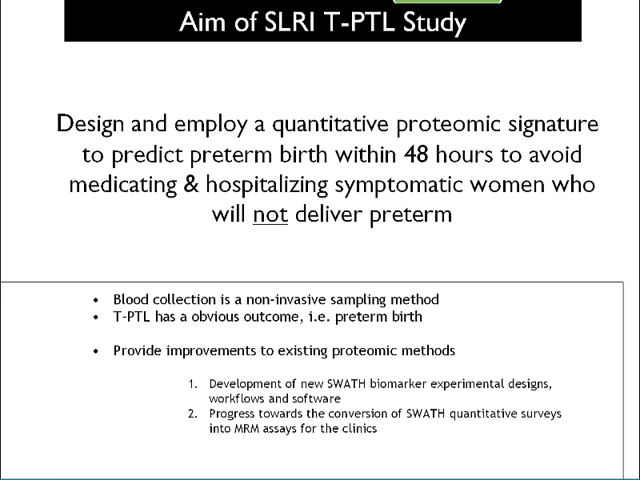 Aim of SLRI T-PTL Study
Design and employ a quantitative proteomic signature
to predict preterm birth within 48 hours to avoid
medicating & hospitalizing symptomatic women who
will not deliver preterm
• Blood collection is a non-invasive sampling method
• T-PTL has a obvious outcome, i.e. preterm birth
• Provide improvements to existing proteomic methods
1. Development of new SWATH biomarker experimental designs,
workflows and software
2. Progress towards the conversion of SWATH quantitative surveys
into MRM assays for the clinics